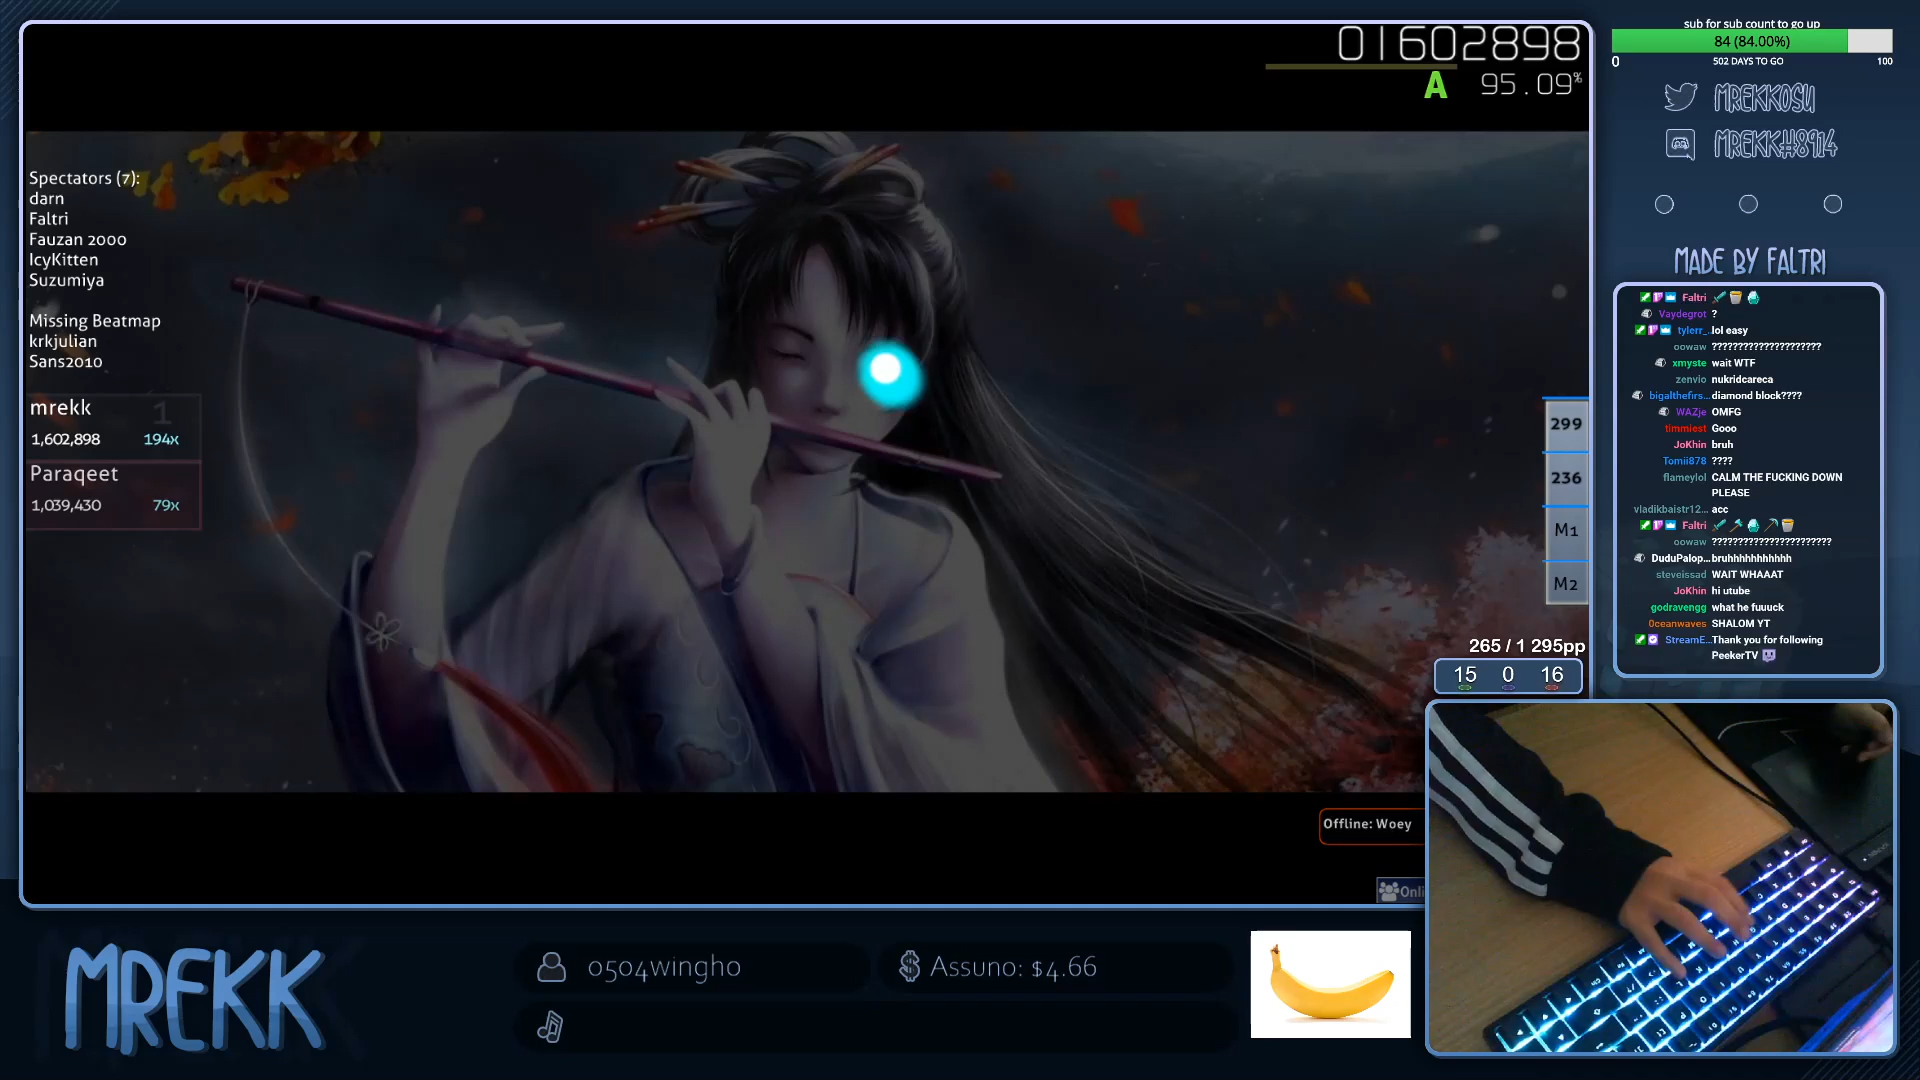 01602898
A 95.09%
Spectators (7):
darn
Faltri
Fauzan 2000
IcyKitten
Suzumiya
Missing Beatmap
krkjulian
Sans2010
mrekk 1
1,602,898 194x
Paraqeet
1,039,430 79x
299
236
M1
M2
265 / 1 295pp
15 0 16
Offline: Woey
Onli
sub for sub count to go up
84 (84.00%)
0 502 DAYS TO GO 100
MREKKOSU
MREKK#8914
MADE BY FALTRI
Faltri
Vaydegrot ?
tylerr_... lol easy
oowaw ?????????????????????
xmyste wait WTF
zenvio nukridcareca
bigalthefirs... diamond block????
WAZje OMFG
timmiest Gooo
JoKhin bruh
Tomii878 ????
flameylol CALM THE FUCKING DOWN
PLEASE
vladikbaistr12... acc
Faltri
oowaw ???????????????????????
DuduPalop... bruhhhhhhhhhhh
steveissad WAIT WHAAAT
JoKhin hi utube
godravengg what he fuuuck
0ceanwaves SHALOM YT
StreamE... Thank you for following
PeekerTV
MREKK
0504wingho
Assuno: $4.66